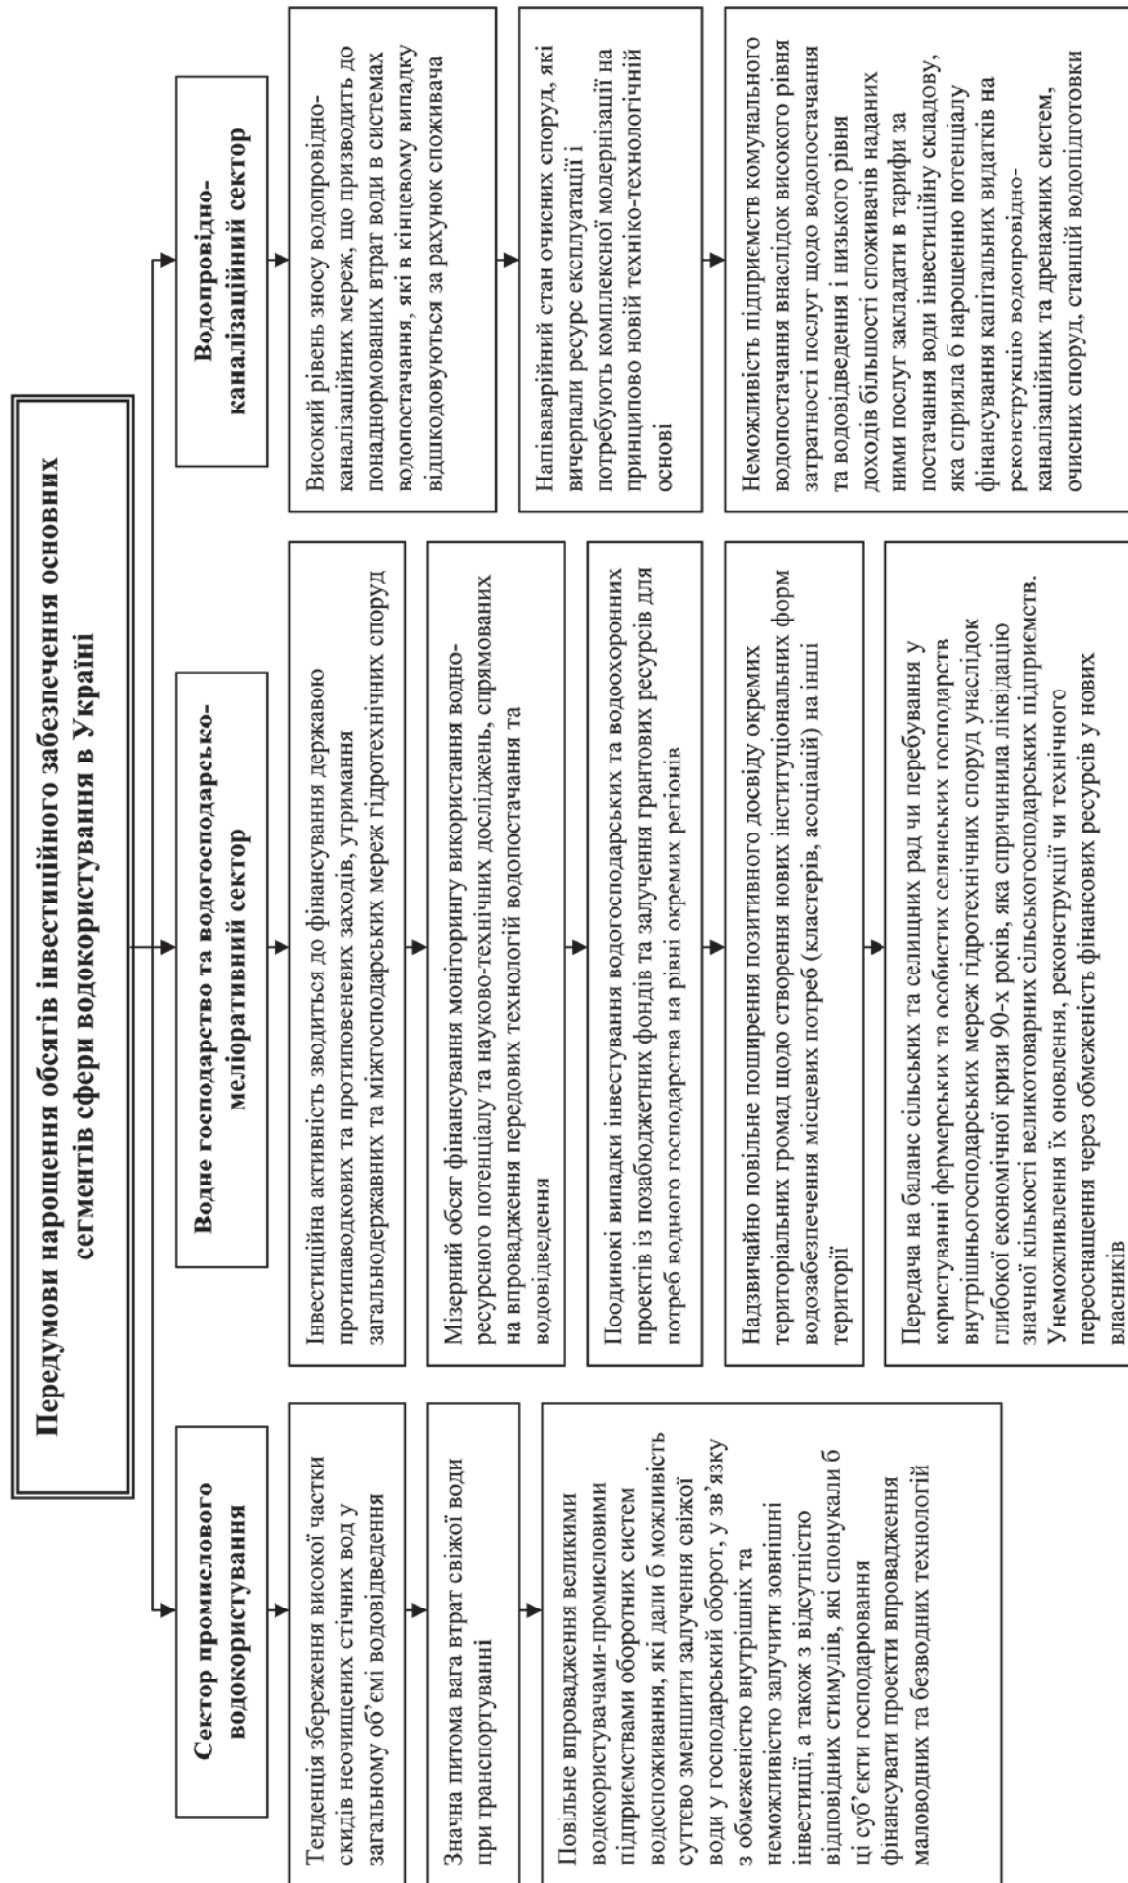 Передумови нарощення обсягів інвестиційного забезпечення основних
сегментів сфери водокористування в Україні
Сектор промислового
водокористування
Тенденція збереження високої частки
скидів неочищених стічних вод у
загальному об’ємі водовідведення
Значна питома вага втрат свіжої води
при транспортуванні
Повільне впровадження великими
водокористувачами-промисловими
підприємствами оборотних систем
водоспоживання, які дали б можливість
суттєво зменшити залучення свіжої
води у господарський оборот, у зв’язку
з обмеженістю внутрішніх та
неможливістю залучити зовнішні
інвестиції, а також з відсутністю
відповідних стимулів, які спонукали б
ці суб’єкти господарювання
фінансувати проекти впровадження
маловодних та безводних технологій
Водне господарство та водогосподарсько-
меліоративний сектор
Інвестиційна активність зводиться до фінансування державою
протипаводкових та протиповеневих заходів, утримання
загальнодержавних та міжгосподарських мереж гідротехнічних споруд
Мізерний обсяг фінансування моніторингу використання водно-
ресурсного потенціалу та науково-технічних досліджень, спрямованих
на впровадження передових технологій водопостачання та
водовідведення
Поодинокі випадки інвестування водогосподарських та водоохоронних
проектів із позабюджетних фондів та залучення грантових ресурсів для
потреб водного господарства на рівні окремих регіонів
Надзвичайно повільне поширення позитивного досвіду окремих
територіальних громад щодо створення нових інституціональних форм
водозабезпечення місцевих потреб (кластерів, асоціацій) на інші
території
Передача на баланс сільських та селищних рад чи перебування у
користуванні фермерських та особистих селянських господарств
внутрішньогосподарських мереж гідротехнічних споруд унаслідок
глибокої економічної кризи 90-х років, яка спричинила ліквідацію
значної кількості великотоварних сільськогосподарських підприємств.
Унеможливлення їх оновлення, реконструкції чи технічного
переоснащення через обмеженість фінансових ресурсів у нових
власників
Водопровідно-
каналізаційний сектор
Високий рівень зносу водопровідно-
каналізаційних мереж, що призводить до
понаднормованих втрат води в системах
водопостачання, які в кінцевому випадку
відшкодовуються за рахунок споживача
Напіваварійний стан очисних споруд, які
вичерпали ресурс експлуатації і
потребують комплексної модернізації на
принципово новій техніко-технологічній
основі
Неможливість підприємств комунального
водопостачання внаслідок високого рівня
затратності послуг щодо водопостачання
та водовідведення і низького рівня
доходів більшості споживачів наданих
ними послуг закладати в тарифи за
постачання води інвестиційну складову,
яка сприяла б нарощенню потенціалу
фінансування капітальних видатків на
реконструкцію водопровідно-
каналізаційних та дренажних систем,
очисних споруд, станцій водопідготовки